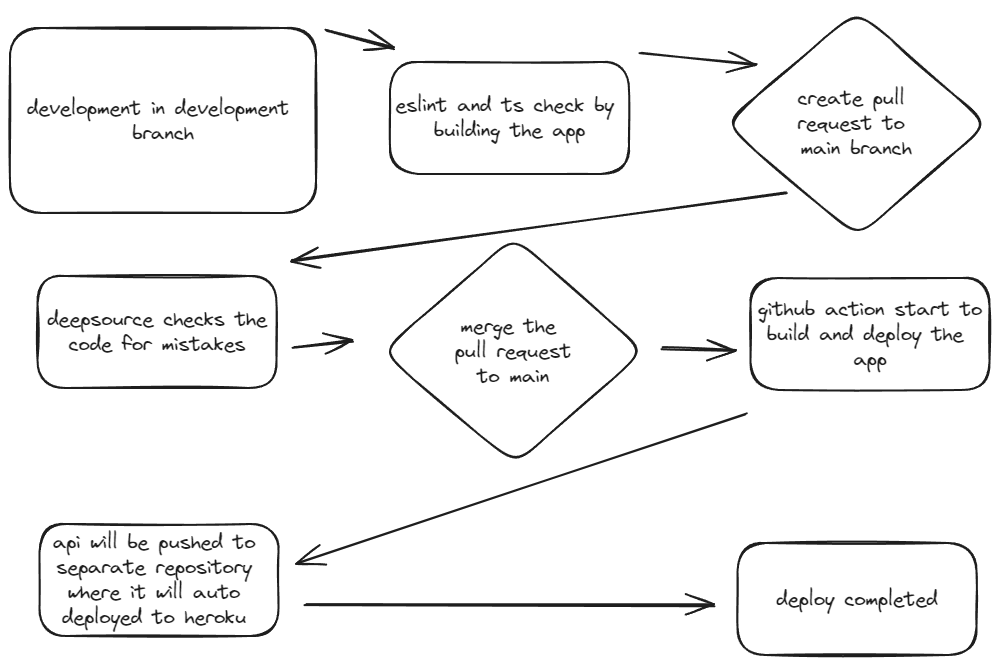 development in development
branch
eslint and ts check by
building the app
create pull
request to
main branch
deepsource checks the
code for mistakes
merge the
pull request
to main
github action start to
build and deploy the
app
api will be pushed to
separate repository
where it will auto
deployed to heroku
deploy completed